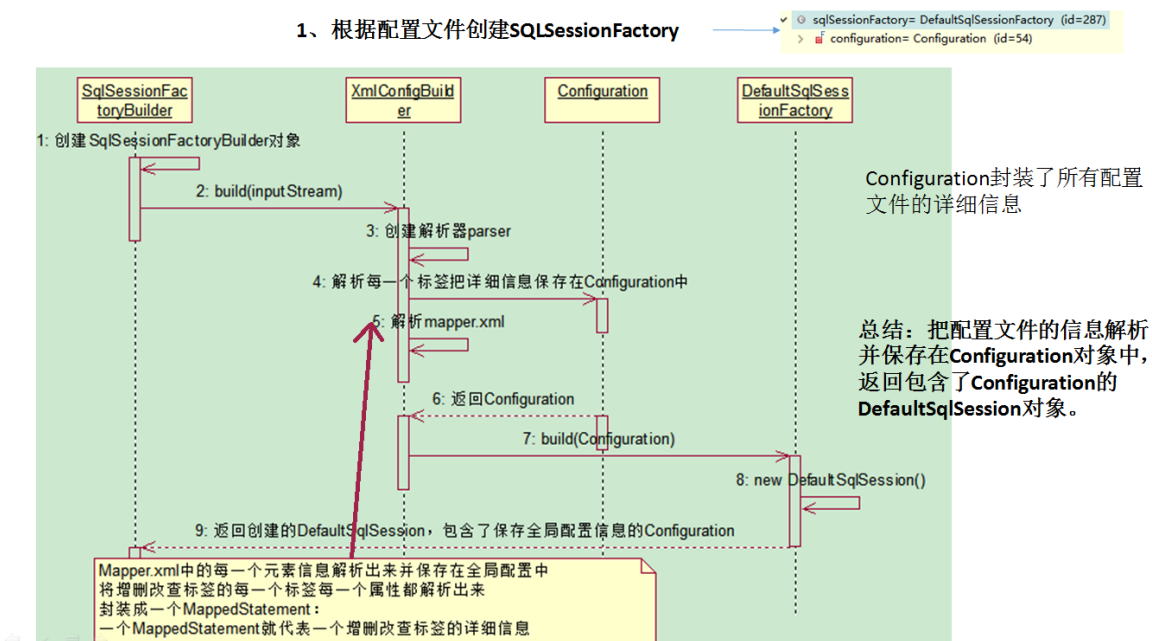 1、根据配置文件创建SQLSessionFactory
sqlSessionFactory= DefaultSqlSessionFactory (id=287)
configuration= Configuration (id=54)
SqlSessionFac
toryBuilder
XmlConfigBuild
er
Configuration
DefaultSqlSess
ionFactory
1: 创建SqlSessionFactoryBuilder对象
2: build(inputStream)
3: 创建解析器parser
4: 解析每一个标签把详细信息保存在Configuration中
5: 解析mapper.xml
6: 返回Configuration
7: build(Configuration)
8: new DefaultSqlSession()
9: 返回创建的DefaultSqlSession，包含了保存全局配置信息的Configuration
Mapper.xml中的每一个元素信息解析出来并保存在全局配置中
将增删改查标签的每一个标签每一个属性都解析出来
封装成一个MappedStatement：
一个MappedStatement就代表一个增删改查标签的详细信息
Configuration封装了所有配置
文件的详细信息
总结：把配置文件的信息解析
并保存在Configuration对象中，
返回包含了Configuration的
DefaultSqlSession对象。